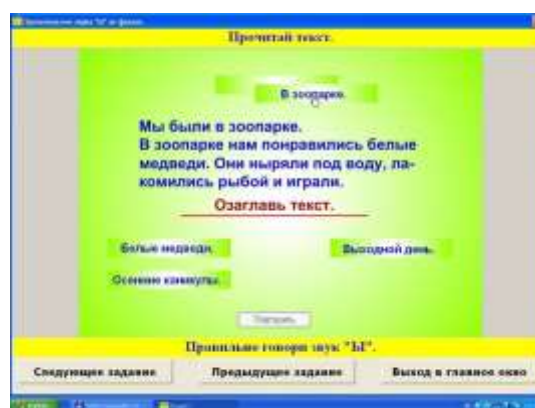 Прочитай текст.
В зоопарке.
Мы были в зоопарке.
В зоопарке нам понравились белые
медведи. Они ныряли под воду, ла-
комились рыбой и играли.
Озаглавь текст.
Белые медведи.
Выходной день.
Осенние каникулы.
Правильно говори звук "Ы".
Следующее задание
Предыдущее задание
Выход в главное окно